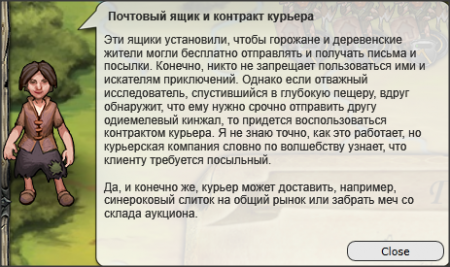 Почтовый ящик и контракт курьера
Эти ящики установили, чтобы горожане и деревенские
жители могли бесплатно отправлять и получать письма и
посылки. Конечно, никто не запрещает пользоваться ими и
искателям приключений. Однако если отважный
исследователь, спустившийся в глубокую пещеру, вдруг
обнаружит, что ему нужно срочно отправить другу
одиемелевый кинжал, то придется воспользоваться
контрактом курьера. Я не знаю точно, как это работает, но
курьерская компания словно по волшебству узнает, что
клиенту требуется посыльный.
Да, и конечно же, курьер может доставить, например,
синероковый слиток на общий рынок или забрать меч со
склада аукциона.
Close